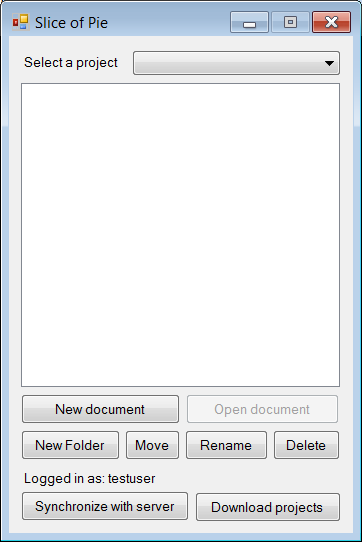 Slice of Pie
Select a project
New document Open document
New Folder Move Rename Delete
Logged in as: testuser
Synchronize with server Download projects